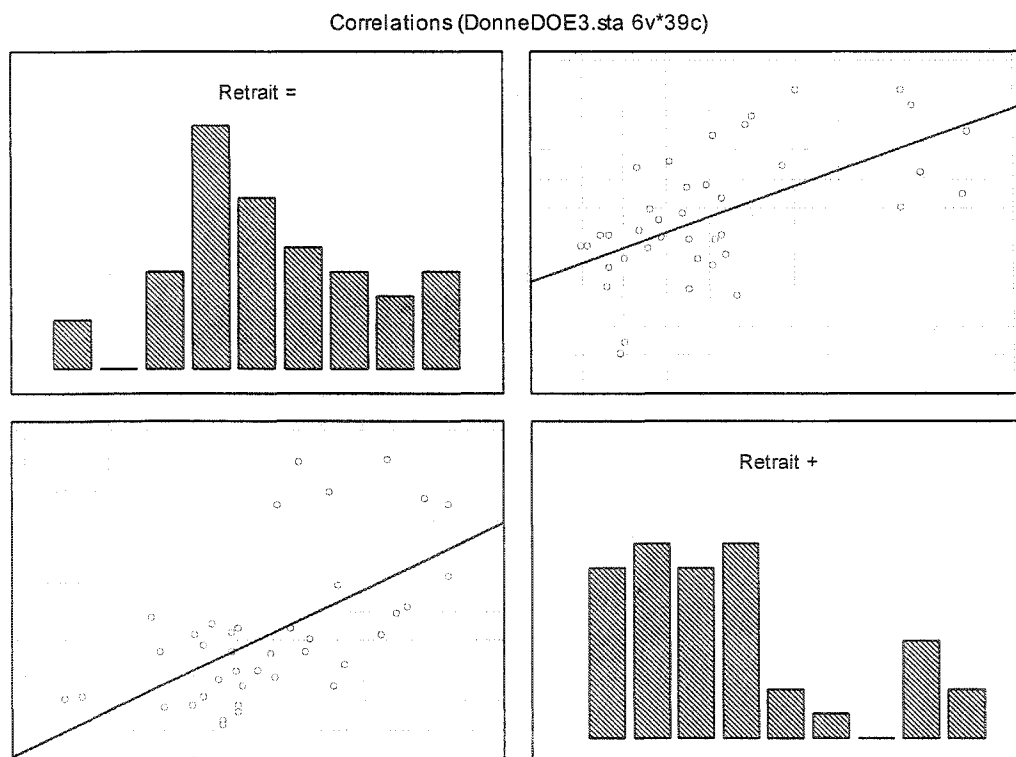 Correlations (DonneDOE3.sta 6v*39c)
Retrait =
Retrait +